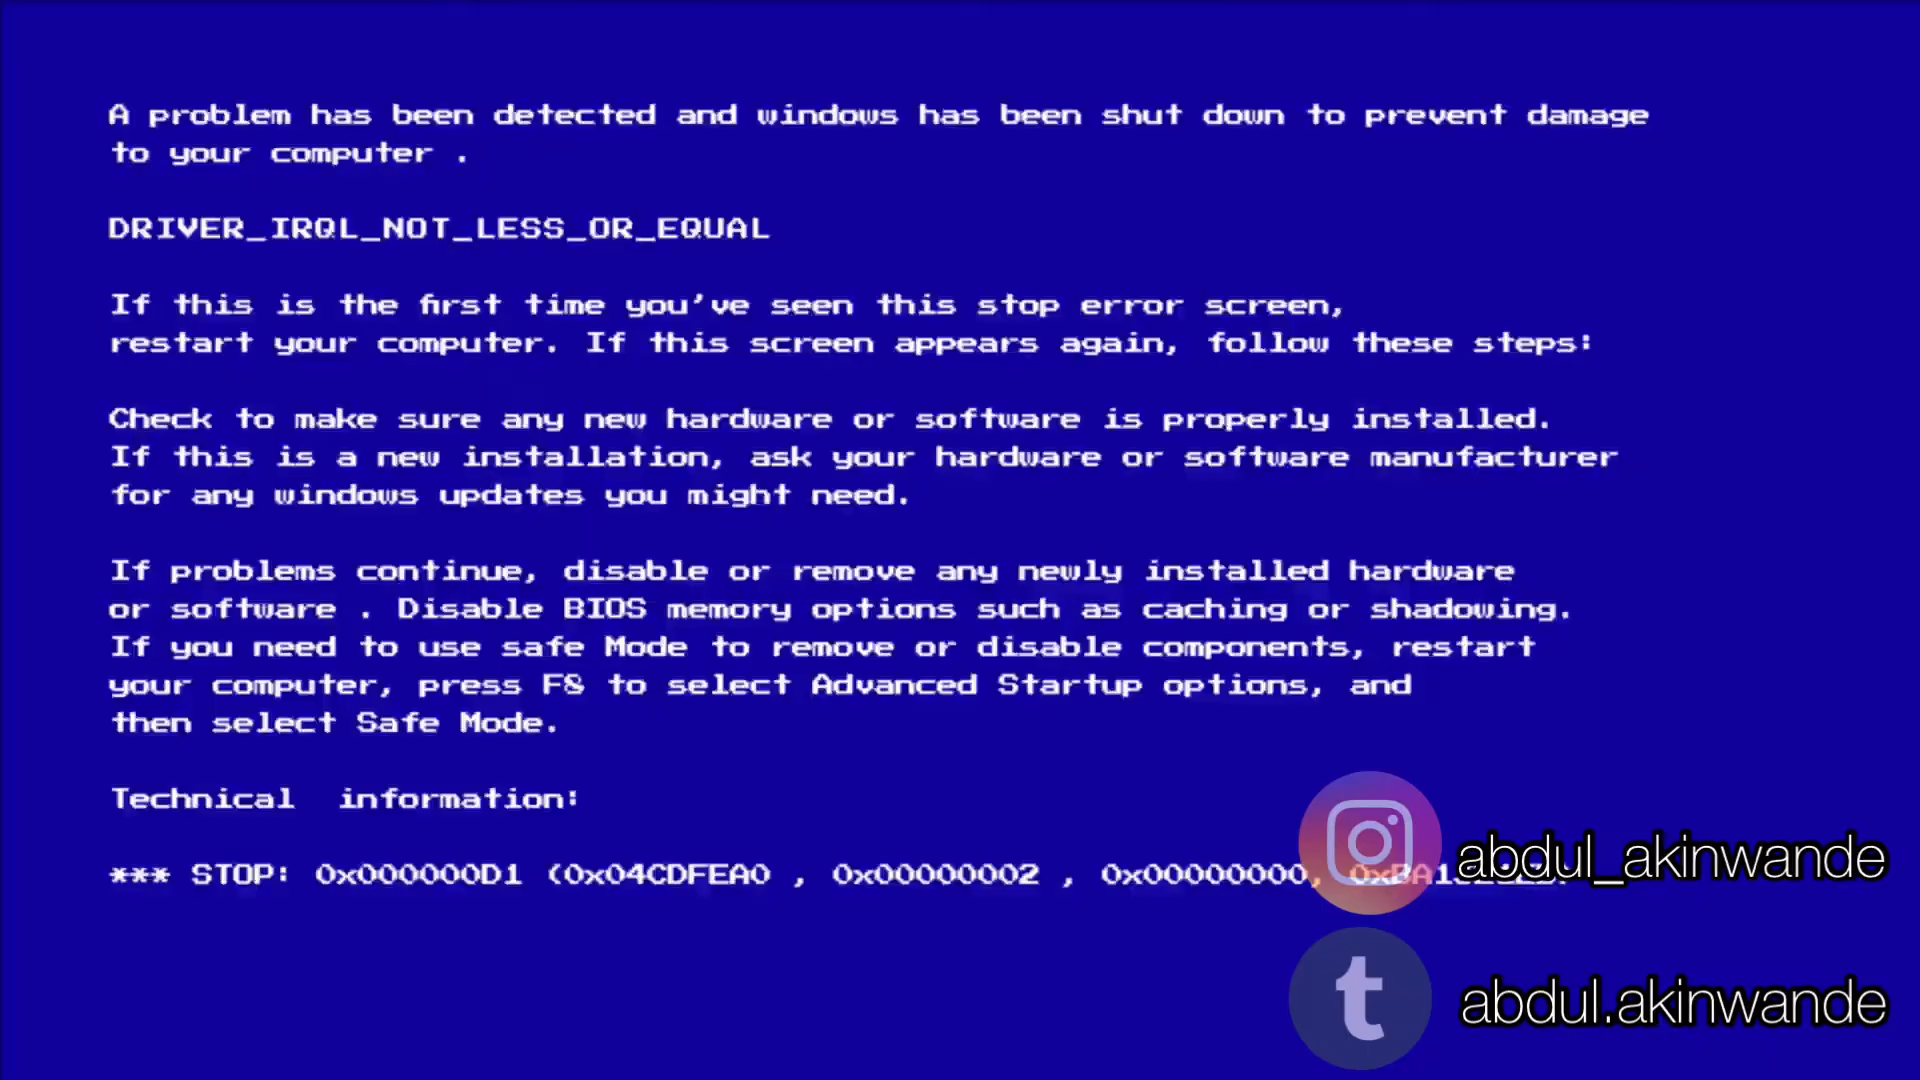 A problem has been detected and windows has been shut down to prevent damage
to your computer .
DRIVER_IRQL_NOT_LESS_OR_EQUAL
If this is the first time you've seen this stop error screen,
restart your computer. If this screen appears again, follow these steps:
Check to make sure any new hardware or software is properly installed.
If this is a new installation, ask your hardware or software manufacturer
for any windows updates you might need.
If problems continue, disable or remove any newly installed hardware
or software . Disable BIOS memory options such as caching or shadowing.
If you need to use safe Mode to remove or disable components, restart
your computer, press F& to select Advanced Startup options, and
then select Safe Mode.
Technical information:
*** STOP: 0x000000D1 (0x04CDFEA0 , 0x00000002 , 0x00000000,
abdul_akinwande
t
abdul.akinwande